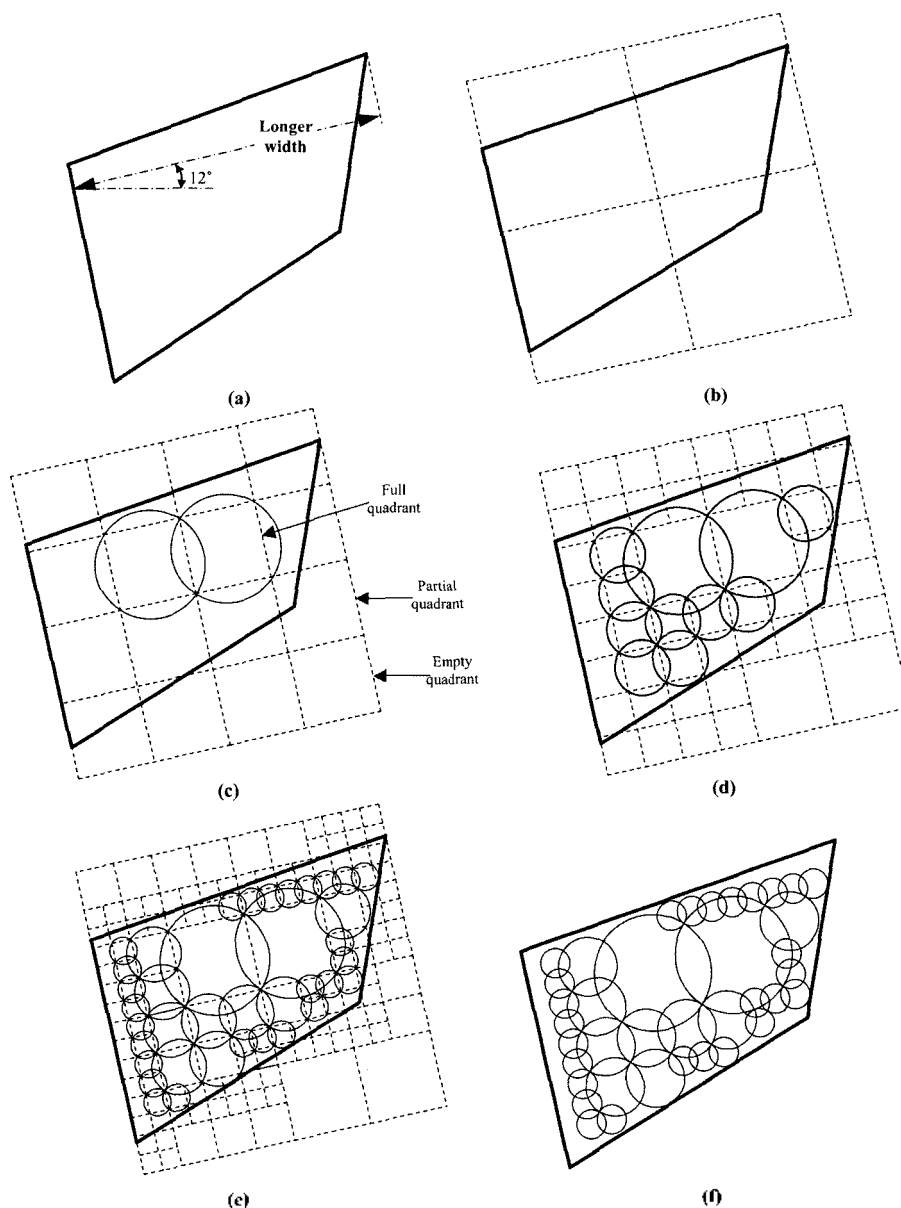 Longer
width
12°
(a)
(b)
Full
quadrant
Partial
quadrant
Empty
quadrant
(c)
(d)
(e)
(f)